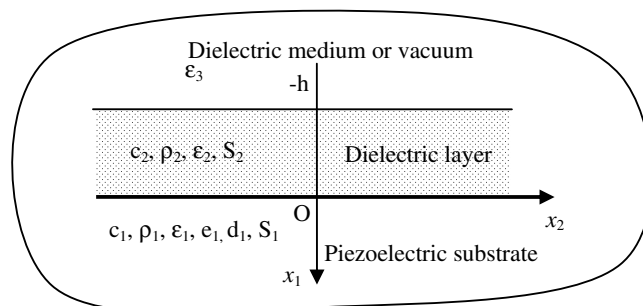 Dielectric medium or vacuum
ε₃
-h
c₂, ρ₂, ε₂, S₂
Dielectric layer
O
x₂
c₁, ρ₁, ε₁, e₁, d₁, S₁
Piezoelectric substrate
x₁